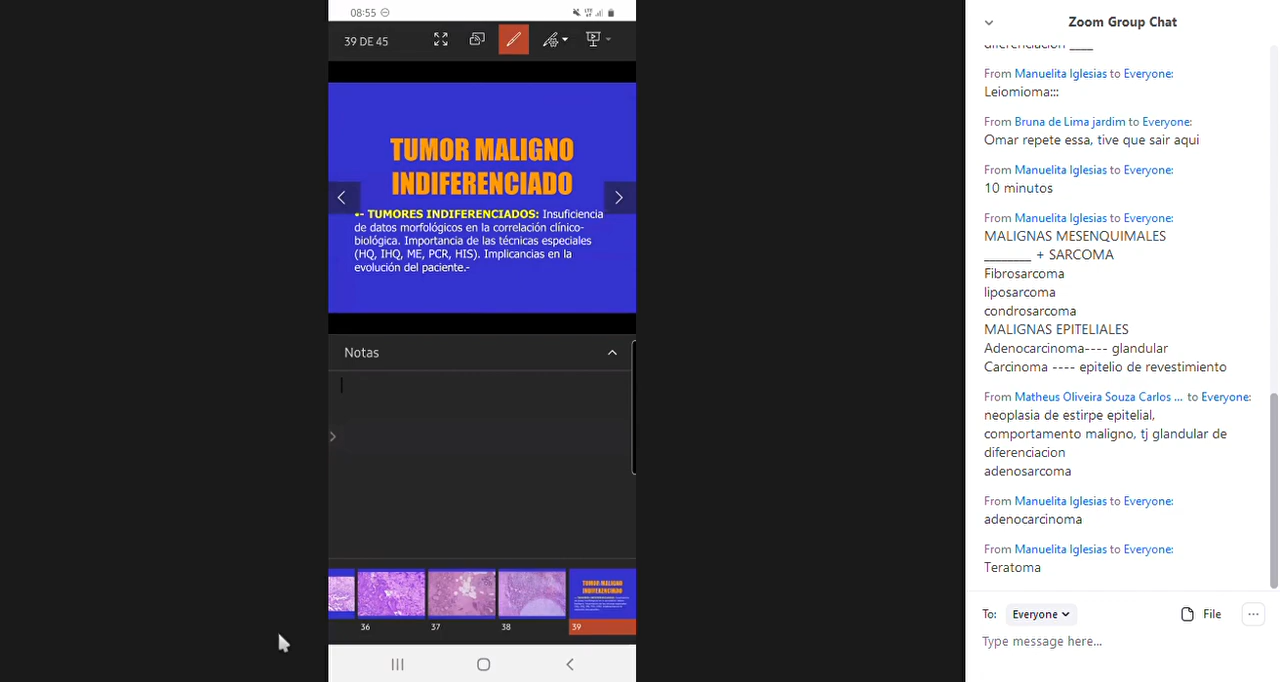 08:55
39 DE 45
TUMOR MALIGNO
INDIFERENCIADO
•- TUMORES INDIFERENCIADOS: Insuficiencia
de datos morfológicos en la correlación clínico-
biológica. Importancia de las técnicas especiales
(HQ, IHQ, ME, PCR, HIS). Implicancias en la
evolución del paciente.-
Notas
TUMOR MALIGNO
INDIFERENCIADO
36
37
38
39
Zoom Group Chat
diferenciacion ____
From Manuelita Iglesias to Everyone:
Leiomioma:::
From Bruna de Lima jardim to Everyone:
Omar repete essa, tive que sair aqui
From Manuelita Iglesias to Everyone:
10 minutos
From Manuelita Iglesias to Everyone:
MALIGNAS MESENQUIMALES
_______ + SARCOMA
Fibrosarcoma
liposarcoma
condrosarcoma
MALIGNAS EPITELIALES
Adenocarcinoma---- glandular
Carcinoma ---- epitelio de revestimiento
From Matheus Oliveira Souza Carlos ... to Everyone:
neoplasia de estirpe epitelial,
comportamento maligno, tj glandular de
diferenciacion
adenosarcoma
From Manuelita Iglesias to Everyone:
adenocarcinoma
From Manuelita Iglesias to Everyone:
Teratoma
To: Everyone
File
Type message here...